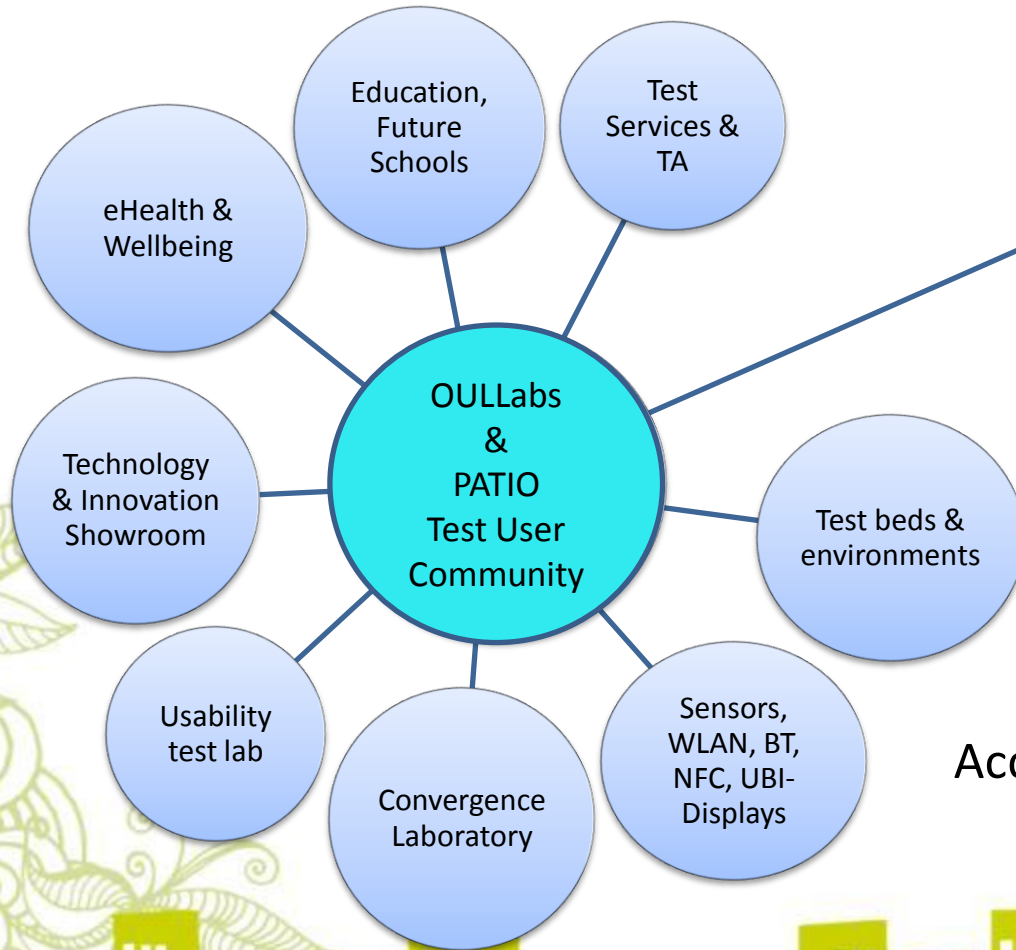 Education,
Future
Schools
Test
Services &
TA
eHealth &
Wellbeing
OULLabs
&
PATIO
Test User
Community
Technology
& Innovation
Showroom
Test beds &
environments
Usability
test lab
Convergence
Laboratory
Sensors,
WLAN, BT,
NFC, UBI-
Displays